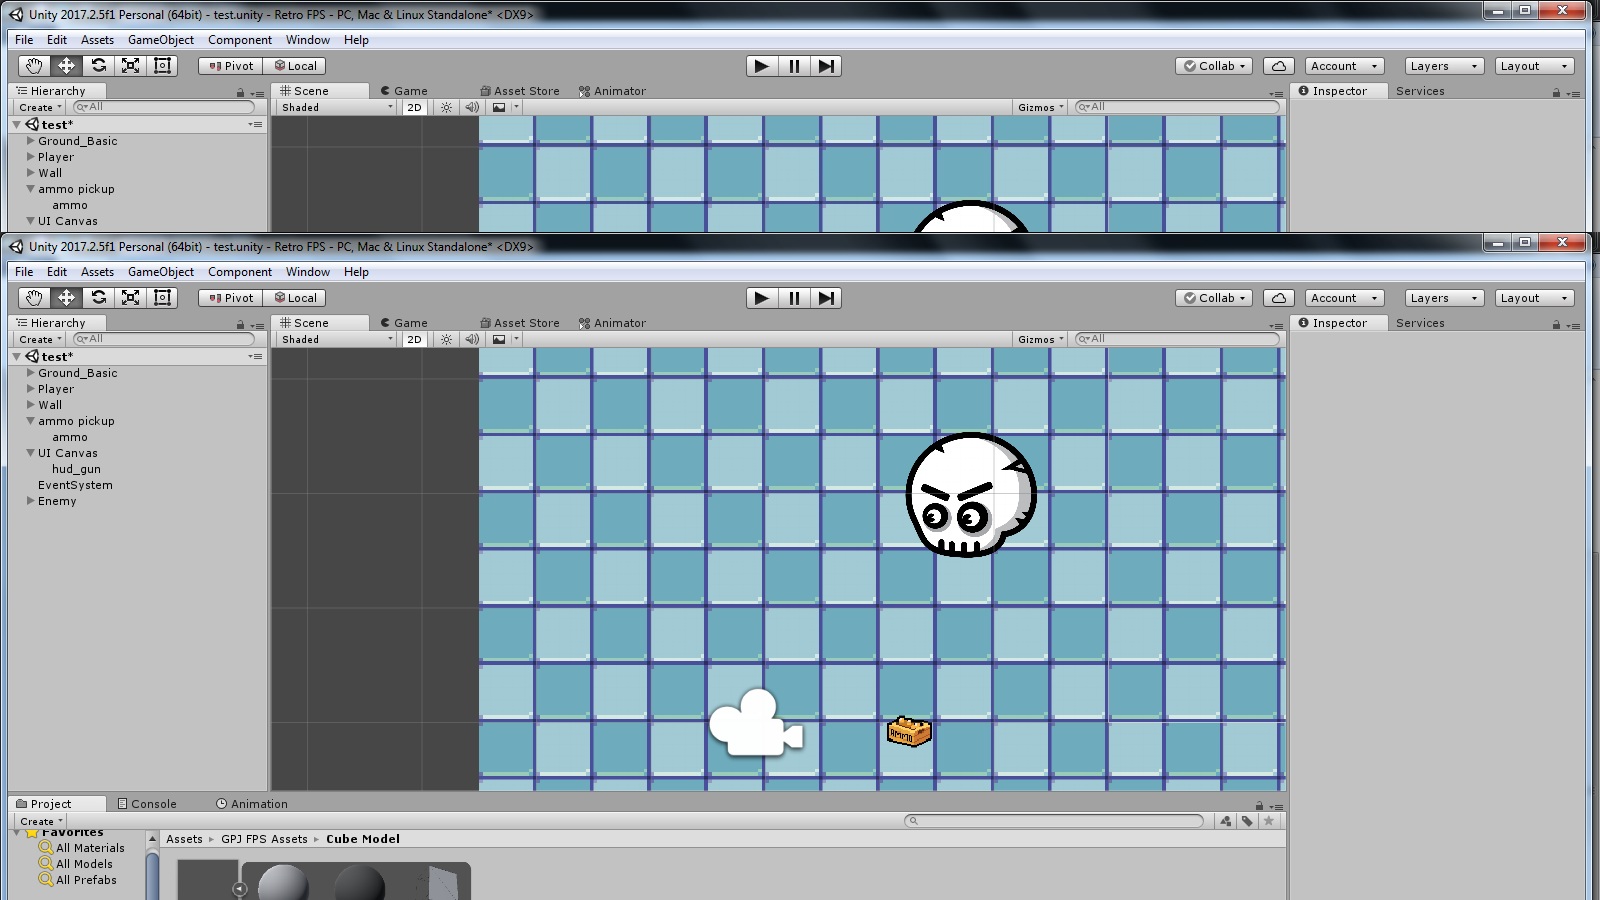 Unity 2017.2.5f1 Personal (64bit) - test.unity - Retro FPS - PC, Mac & Linux Standalone* <DX9>
File Edit Assets GameObject Component Window Help
Pivot Local Collab Account Layers Layout
Hierarchy Scene Game Asset Store Animator Inspector Services
Create All Shaded 2D Gizmos All
test*
Ground_Basic
Player
Wall
ammo pickup
ammo
UI Canvas
Unity 2017.2.5f1 Personal (64bit) - test.unity - Retro FPS - PC, Mac & Linux Standalone* <DX9>
File Edit Assets GameObject Component Window Help
Pivot Local Collab Account Layers Layout
Hierarchy Scene Game Asset Store Animator Inspector Services
Create All Shaded 2D Gizmos All
test*
Ground_Basic
Player
Wall
ammo pickup
ammo
UI Canvas
hud_gun
EventSystem
Enemy
AMMO
Project Console Animation
Create
Favorites
Assets GPJ FPS Assets Cube Model
All Materials
All Models
All Prefabs